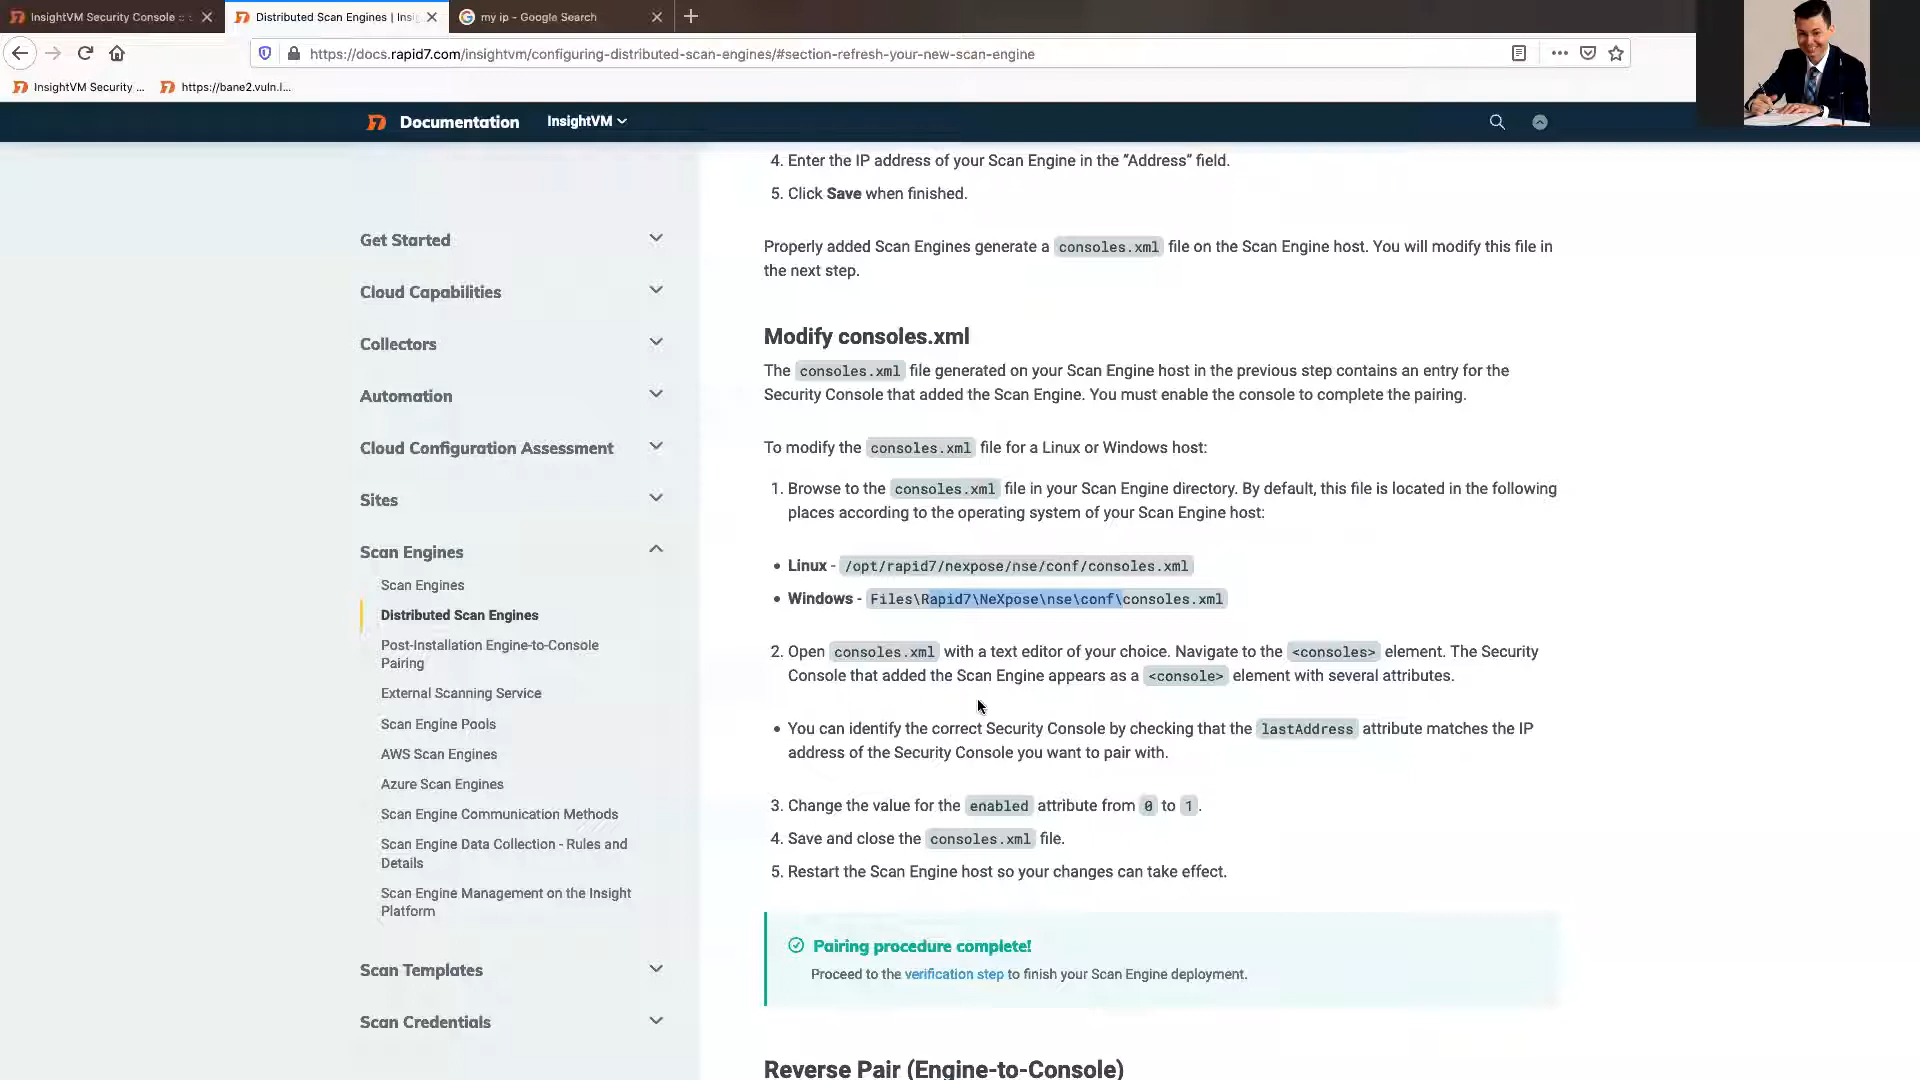 InsightVM Security Console ::
Distributed Scan Engines | Insi
my ip - Google Search
https://docs.rapid7.com/insightvm/configuring-distributed-scan-engines/#section-refresh-your-new-scan-engine
InsightVM Security ...
https://bane2.vuln.l...
Documentation
InsightVM
4. Enter the IP address of your Scan Engine in the “Address” field.
5. Click Save when finished.
Properly added Scan Engines generate a consoles.xml file on the Scan Engine host. You will modify this file in
the next step.
Modify consoles.xml
The consoles.xml file generated on your Scan Engine host in the previous step contains an entry for the
Security Console that added the Scan Engine. You must enable the console to complete the pairing.
To modify the consoles.xml file for a Linux or Windows host:
1. Browse to the consoles.xml file in your Scan Engine directory. By default, this file is located in the following
places according to the operating system of your Scan Engine host:
• Linux - /opt/rapid7/nexpose/nse/conf/consoles.xml
• Windows - Files\Rapid7\NeXpose\nse\conf\consoles.xml
2. Open consoles.xml with a text editor of your choice. Navigate to the <consoles> element. The Security
Console that added the Scan Engine appears as a <console> element with several attributes.
• You can identify the correct Security Console by checking that the lastAddress attribute matches the IP
address of the Security Console you want to pair with.
3. Change the value for the enabled attribute from 0 to 1.
4. Save and close the consoles.xml file.
5. Restart the Scan Engine host so your changes can take effect.
Pairing procedure complete!
Proceed to the verification step to finish your Scan Engine deployment.
Reverse Pair (Engine-to-Console)
Get Started
Cloud Capabilities
Collectors
Automation
Cloud Configuration Assessment
Sites
Scan Engines
Scan Engines
Distributed Scan Engines
Post-Installation Engine-to-Console
Pairing
External Scanning Service
Scan Engine Pools
AWS Scan Engines
Azure Scan Engines
Scan Engine Communication Methods
Scan Engine Data Collection - Rules and
Details
Scan Engine Management on the Insight
Platform
Scan Templates
Scan Credentials